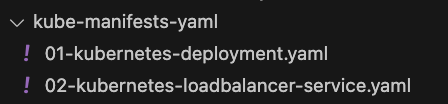 kube-manifests-yaml
! 01-kubernetes-deployment.yaml
! 02-kubernetes-loadbalancer-service.yaml